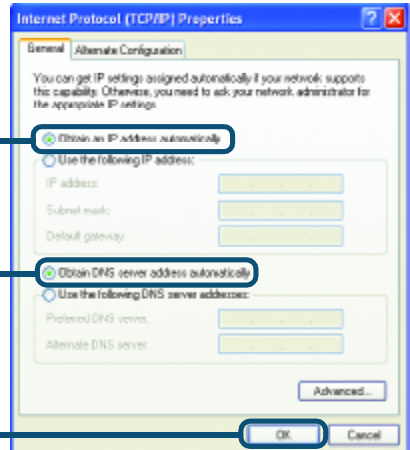 Internet Protocol (TCP/IP) Properties
General
Alternate Configuration
You can get IP settings assigned automatically if your network supports
this capability. Otherwise, you need to ask your network administrator for
the appropriate IP settings.
Obtain an IP address automatically
Use the following IP address:
IP address:
Subnet mask:
Default gateway:
Obtain DNS server address automatically
Use the following DNS server addresses:
Preferred DNS server:
Alternate DNS server:
Advanced...
OK
Cancel